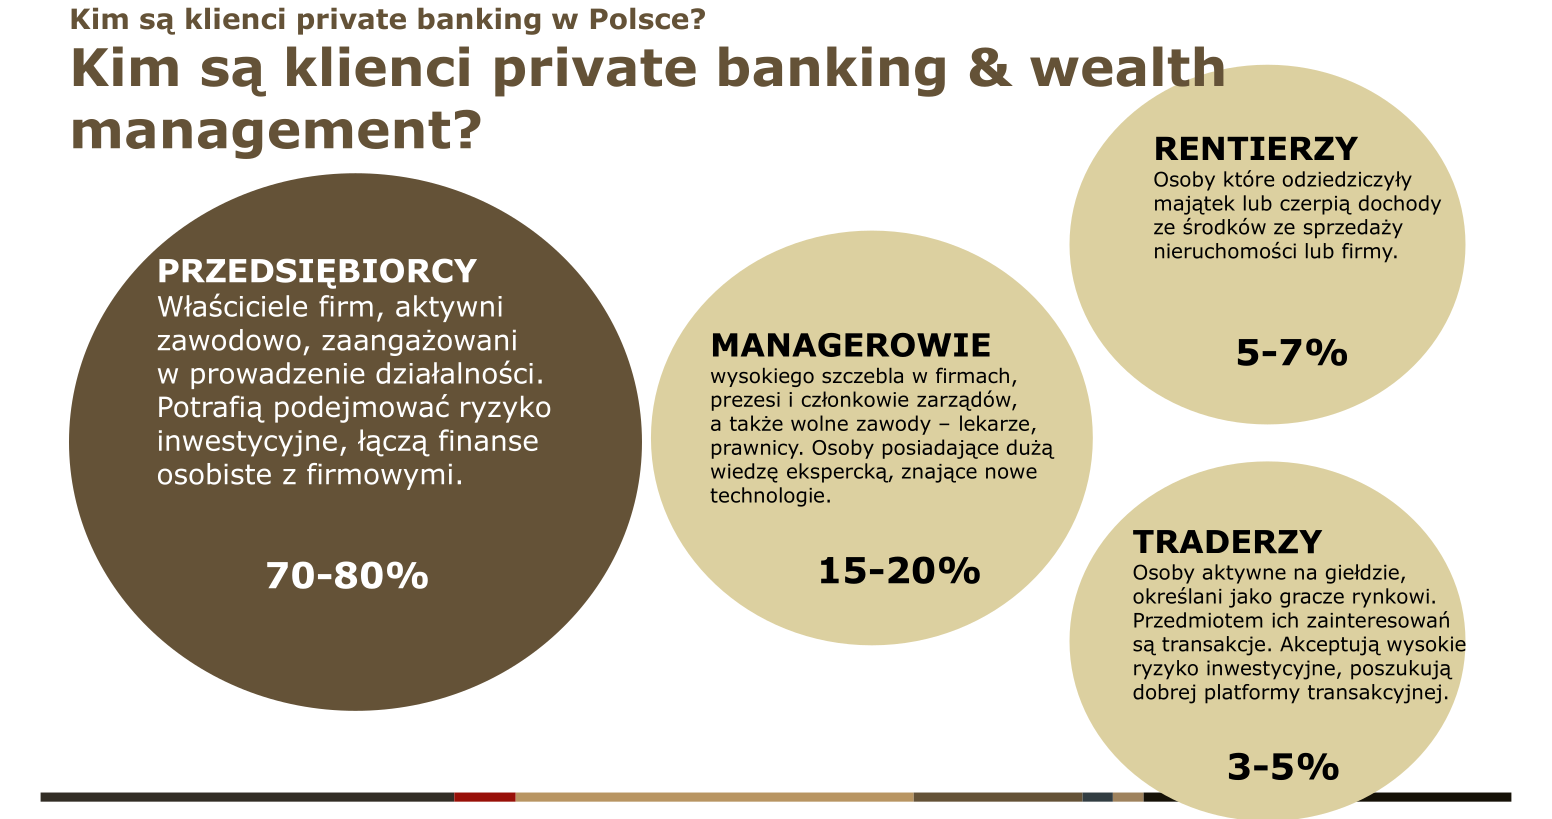 Kim są klienci private banking w Polsce?
Kim są klienci private banking & wealth
management?
PRZEDSIĘBIORCY
Właściciele firm, aktywni
zawodowo, zaangażowani
w prowadzenie działalności.
Potrafią podejmować ryzyko
inwestycyjne, łączą finanse
osobiste z firmowymi.
70-80%
MANAGEROWIE
wysokiego szczebla w firmach,
prezesi i członkowie zarządów,
a także wolne zawody – lekarze,
prawnicy. Osoby posiadające dużą
wiedzę ekspercką, znające nowe
technologie.
15-20%
RENTIERZY
Osoby które odziedziczyły
majątek lub czerpią dochody
ze środków ze sprzedaży
nieruchomości lub firmy.
5-7%
TRADERZY
Osoby aktywne na giełdzie,
określani jako gracze rynkowi.
Przedmiotem ich zainteresowań
są transakcje. Akceptują wysokie
ryzyko inwestycyjne, poszukują
dobrej platformy transakcyjnej.
3-5%